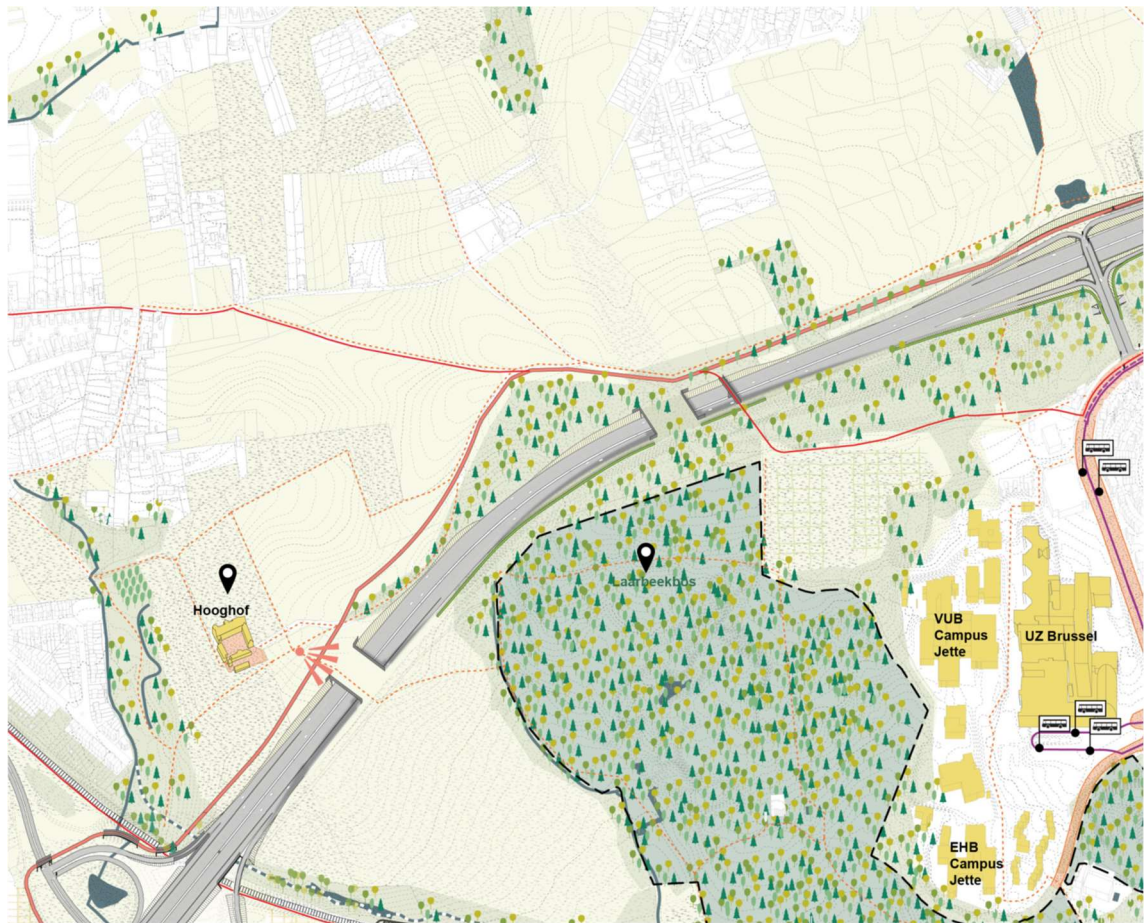 Laarbeekbos
Hooghof
VUB
Campus
Jette
UZ Brussel
EHB
Campus
Jette